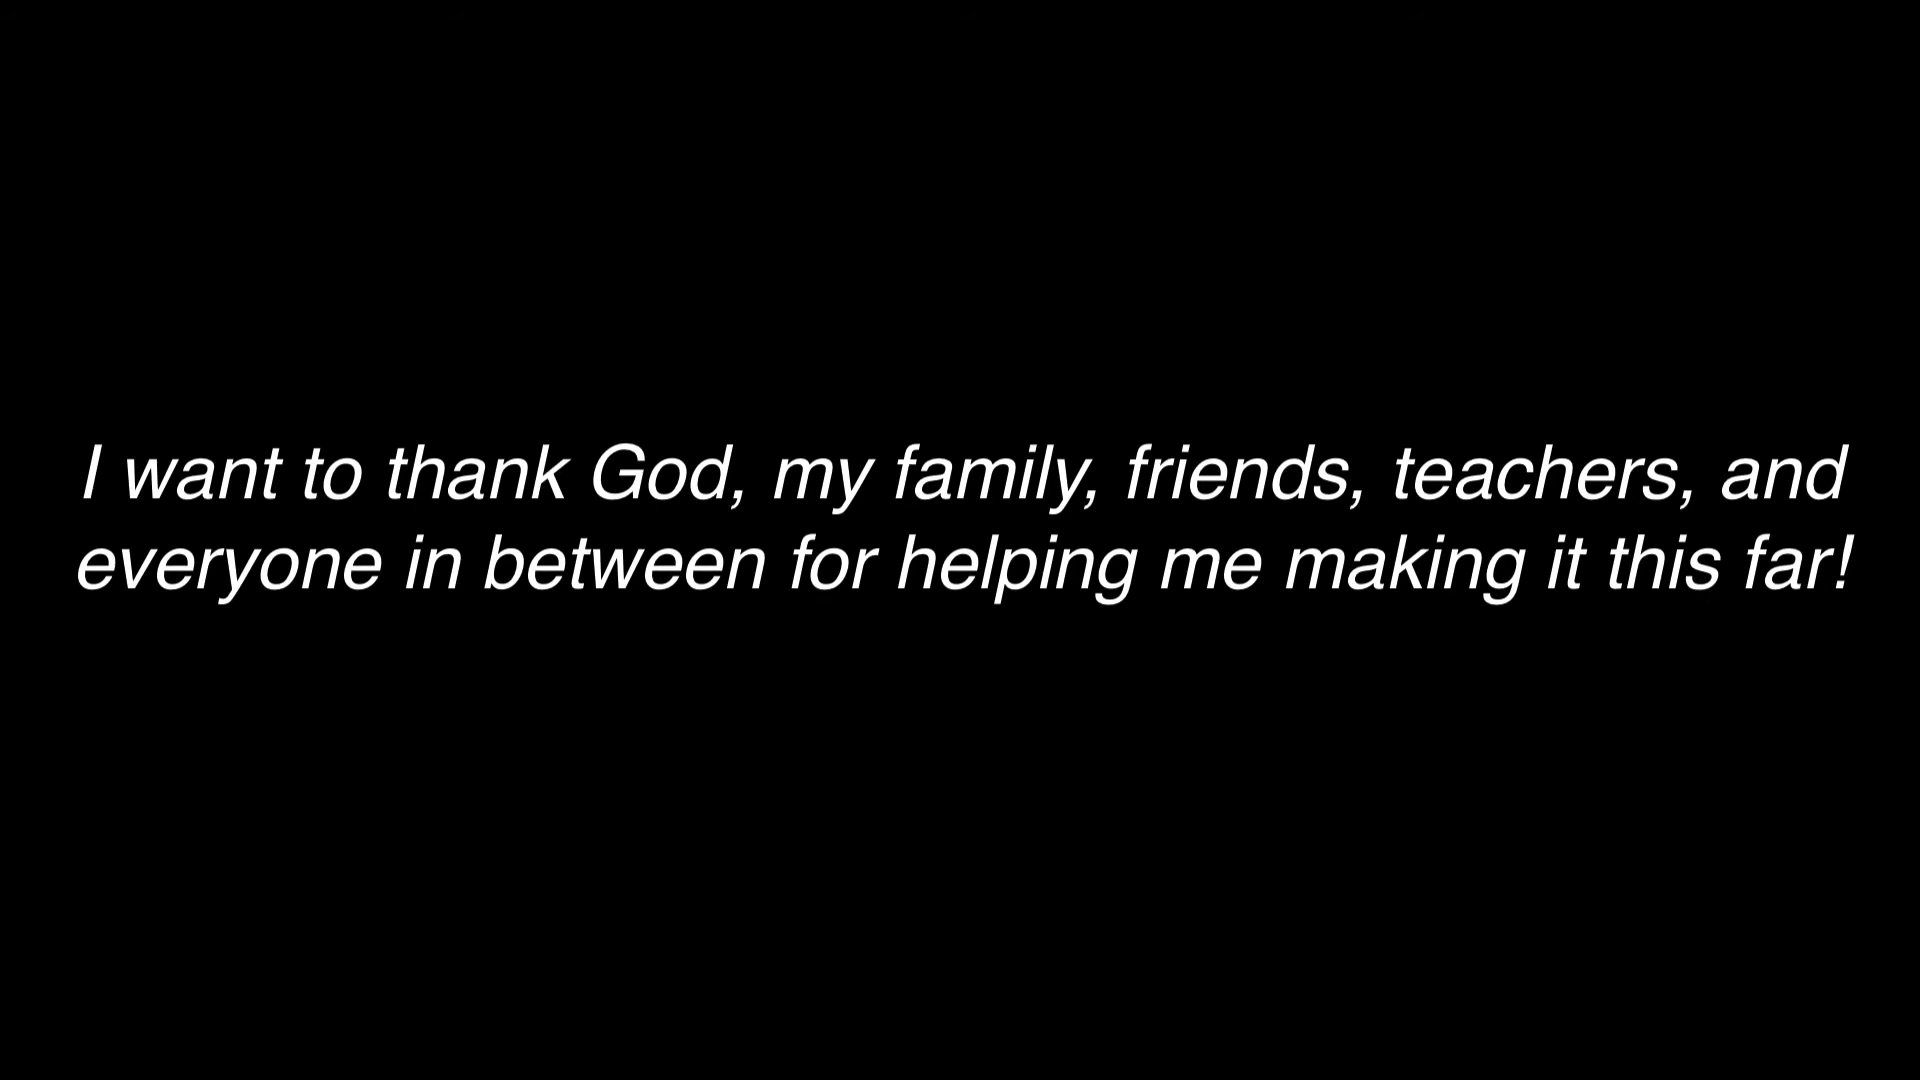 I want to thank God, my family, friends, teachers, and
everyone in between for helping me making it this far!